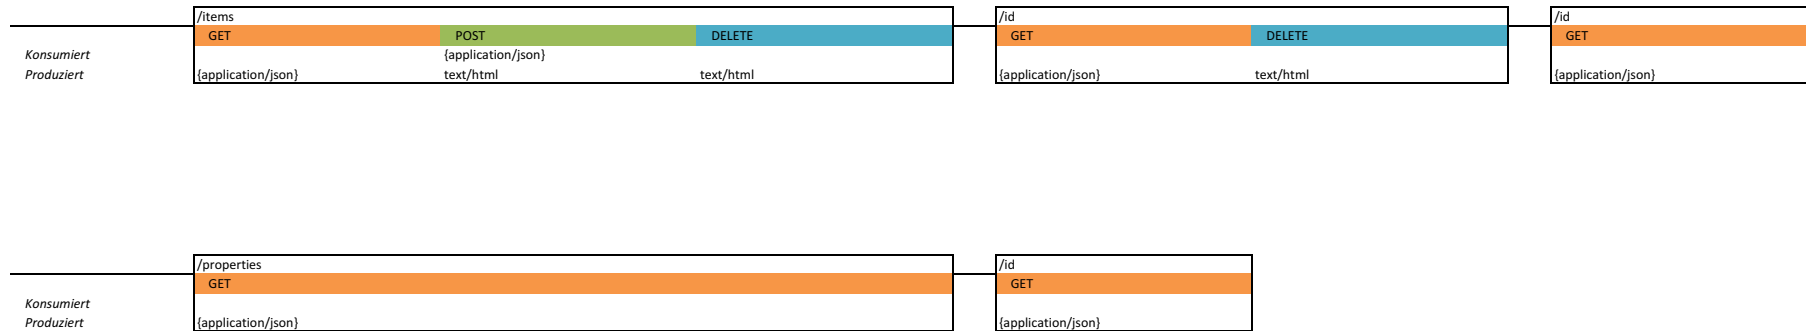 /items /id /id
GET POST DELETE GET DELETE GET
Konsumiert {application/json}
Produziert {application/json} text/html text/html {application/json} text/html {application/json}
/properties /id
GET GET
Konsumiert
Produziert {application/json} {application/json}